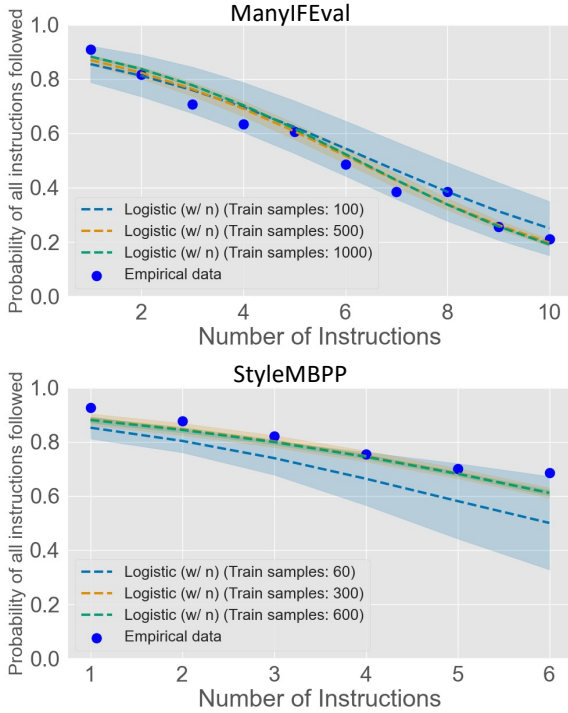 ManyIFEval
Probability of all instructions followed
1.0
0.8
0.6
0.4
0.2
0.0
Logistic (w/ n) (Train samples: 100)
Logistic (w/ n) (Train samples: 500)
Logistic (w/ n) (Train samples: 1000)
Empirical data
2 4 6 8 10
Number of Instructions
StyleMBPP
Probability of all instructions followed
1.0
0.8
0.6
0.4
0.2
0.0
Logistic (w/ n) (Train samples: 60)
Logistic (w/ n) (Train samples: 300)
Logistic (w/ n) (Train samples: 600)
Empirical data
1 2 3 4 5 6
Number of Instructions